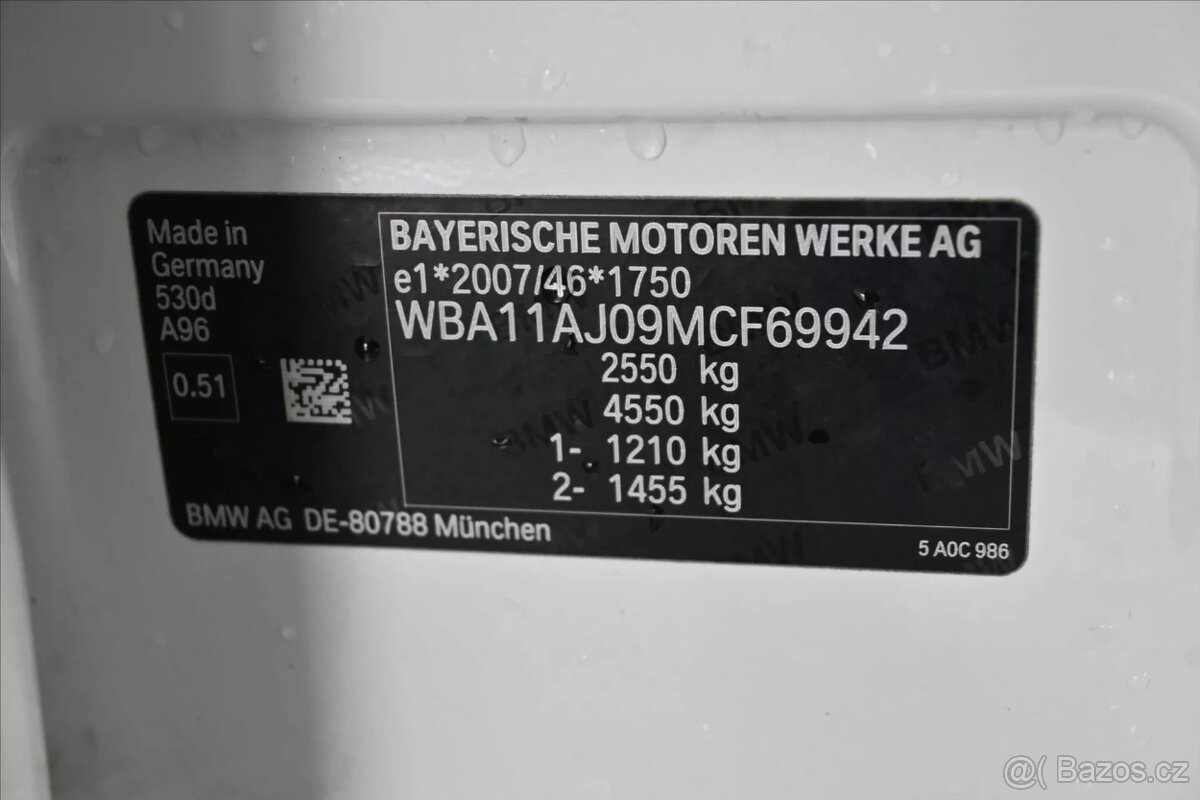 Made in
Germany
530d
A96
0.51
BAYERISCHE MOTOREN WERKE AG
e1*2007/46*1750
WBA11AJ09MCF69942
2550 kg
4550 kg
1- 1210 kg
2- 1455 kg
BMW AG DE-80788 München
5 A0C 986
@( Bazos.cz